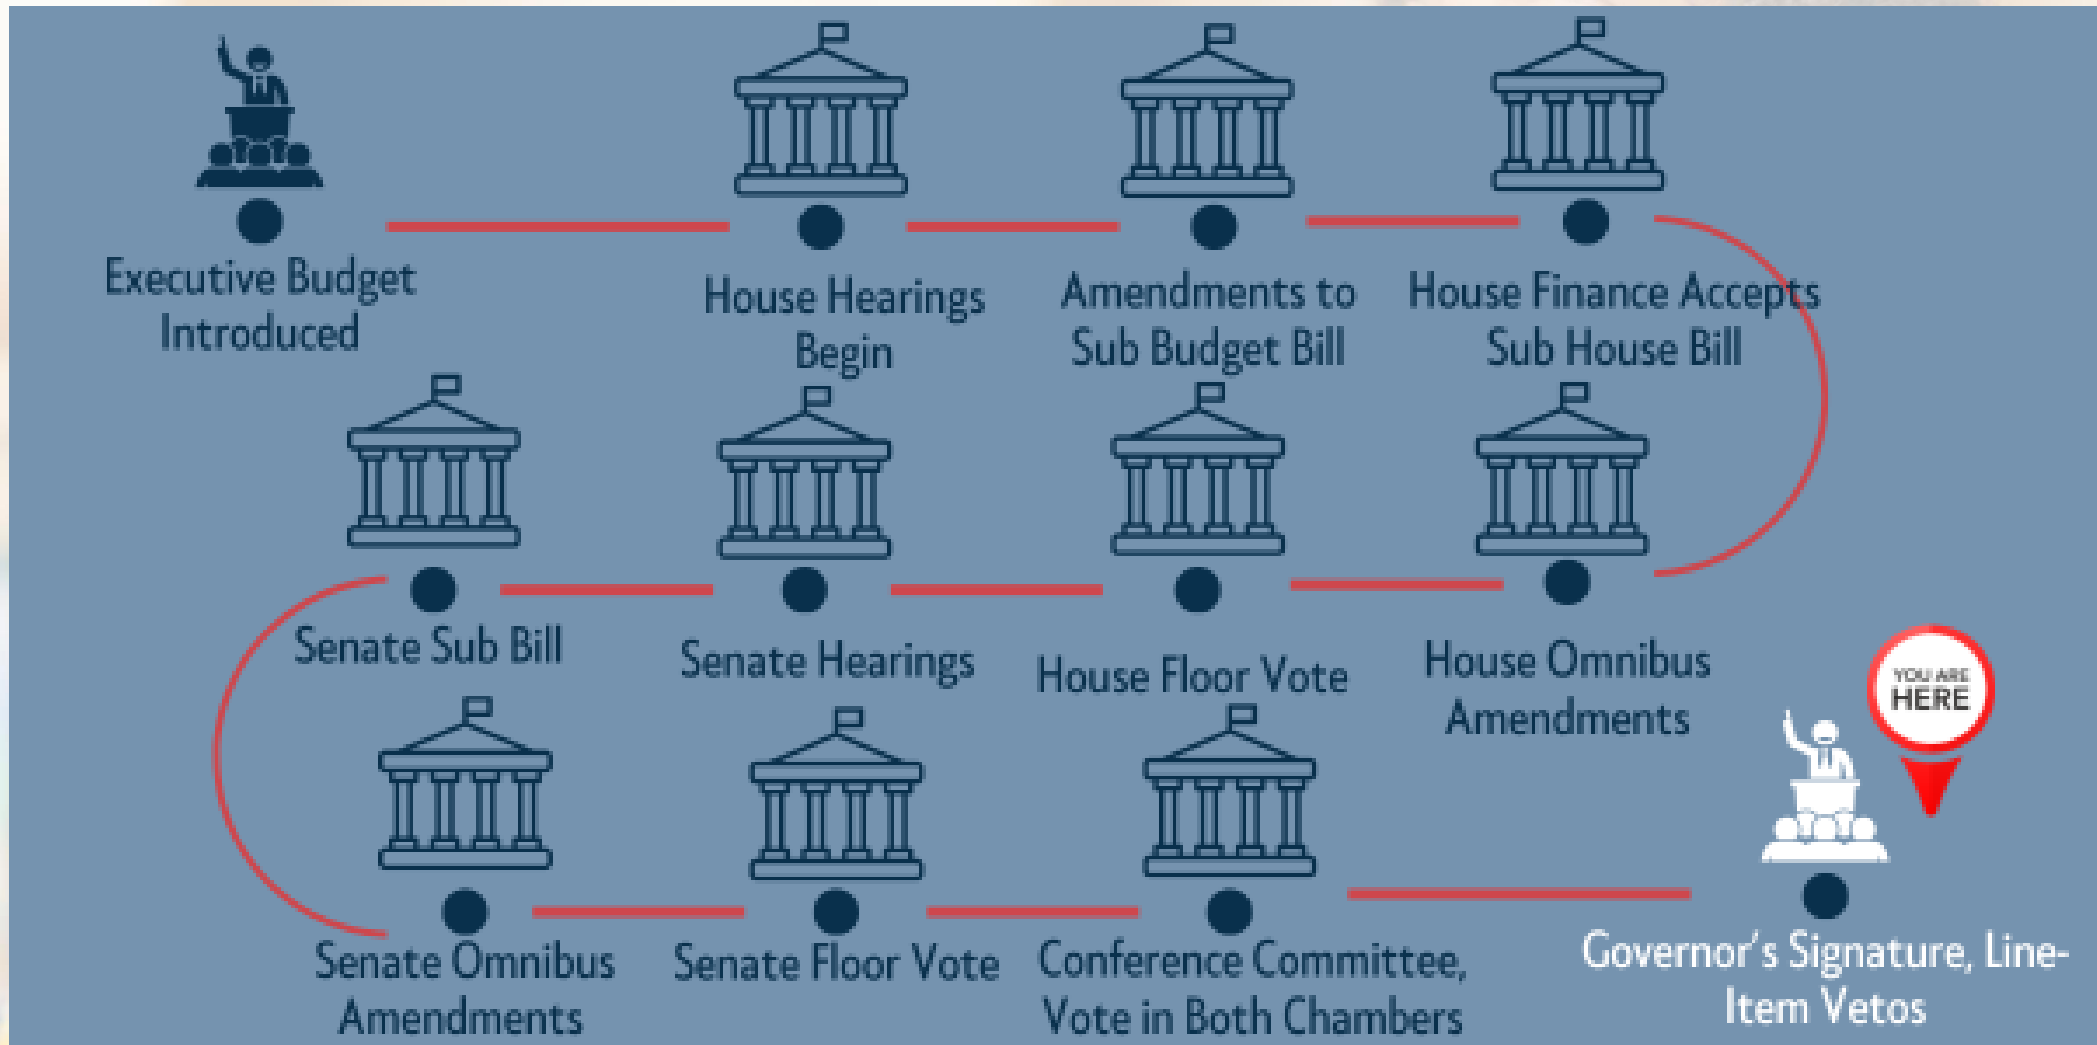 Executive Budget
Introduced
House Hearings
Begin
Amendments to
Sub Budget Bill
House Finance Accepts
Sub House Bill
Senate Sub Bill
Senate Hearings
House Floor Vote
House Omnibus
Amendments
YOU ARE
HERE
Senate Omnibus
Amendments
Senate Floor Vote
Conference Committee,
Vote in Both Chambers
Governor's Signature, Line-
Item Vetos